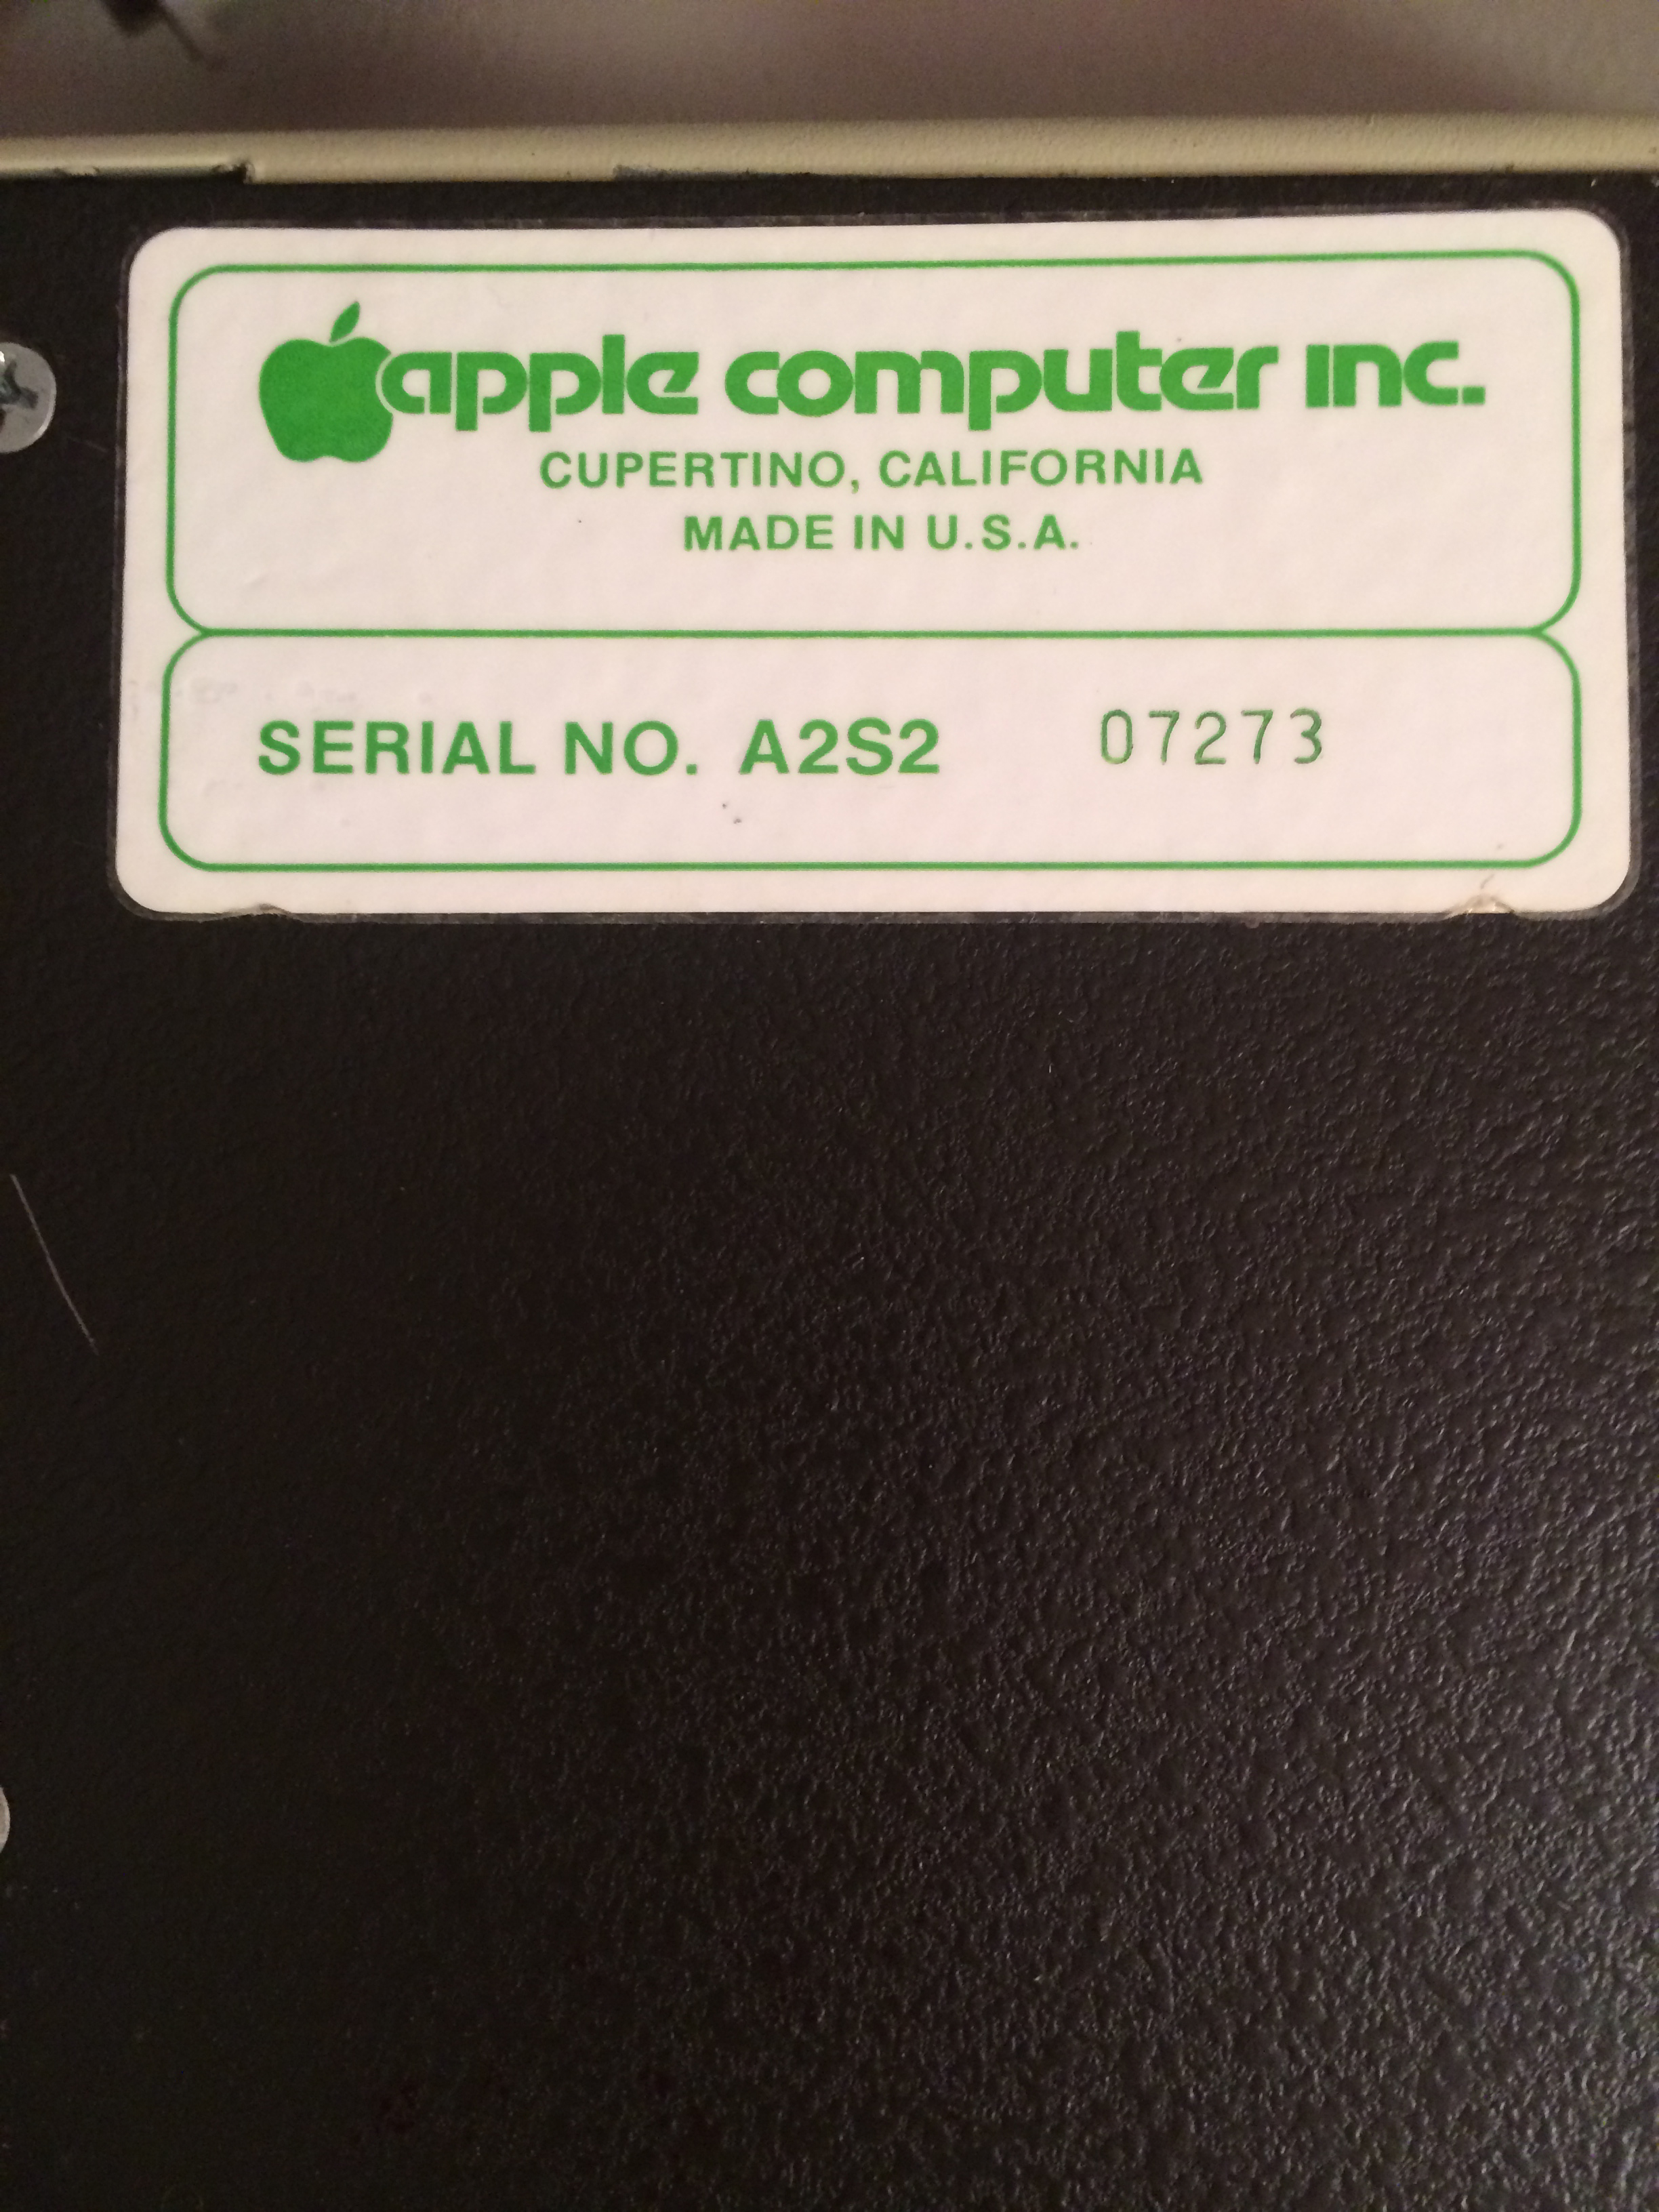 apple computer inc.
CUPERTINO, CALIFORNIA
MADE IN U.S.A.
SERIAL NO. A2S2 07273